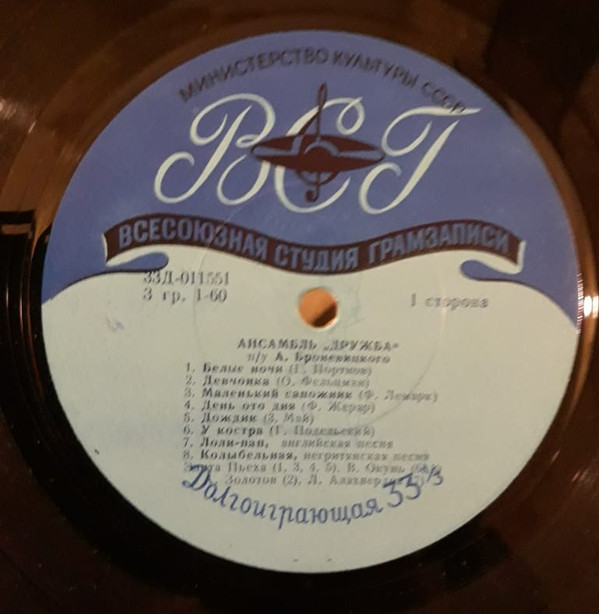 МИНИСТЕРСТВО КУЛЬТУРЫ СССР
ВСГ
ВСЕСОЮЗНАЯ СТУДИЯ ГРАМЗАПИСИ
33Д-011551
3 гр. 1-60
1 сторона
АНСАМБЛЬ „ДРУЖБА"
п/у А. Броневицкого
1. Белые ночи (Г. Портнов)
2. Девчонка (О. Фельцман)
3. Маленький сапожник (Ф. Лемарк)
4. День ото дня (Ф. Жерар)
5. Дождик (З. Май)
6. У костра (Г. Подельский)
7. Лоли-поп, английская песня
8. Колыбельная, негритянская песня
Эдита Пьеха (1, 3, 4, 5), В. Окунь
Золотов (2), Л.
Долгоиграющая 33 1/3